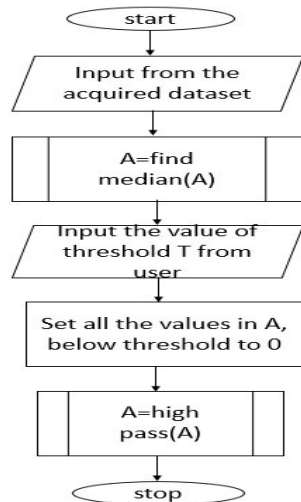 start
Input from the
acquired dataset
A=find
median(A)
Input the value of
threshold T from
user
Set all the values in A,
below threshold to 0
A=high
pass(A)
stop